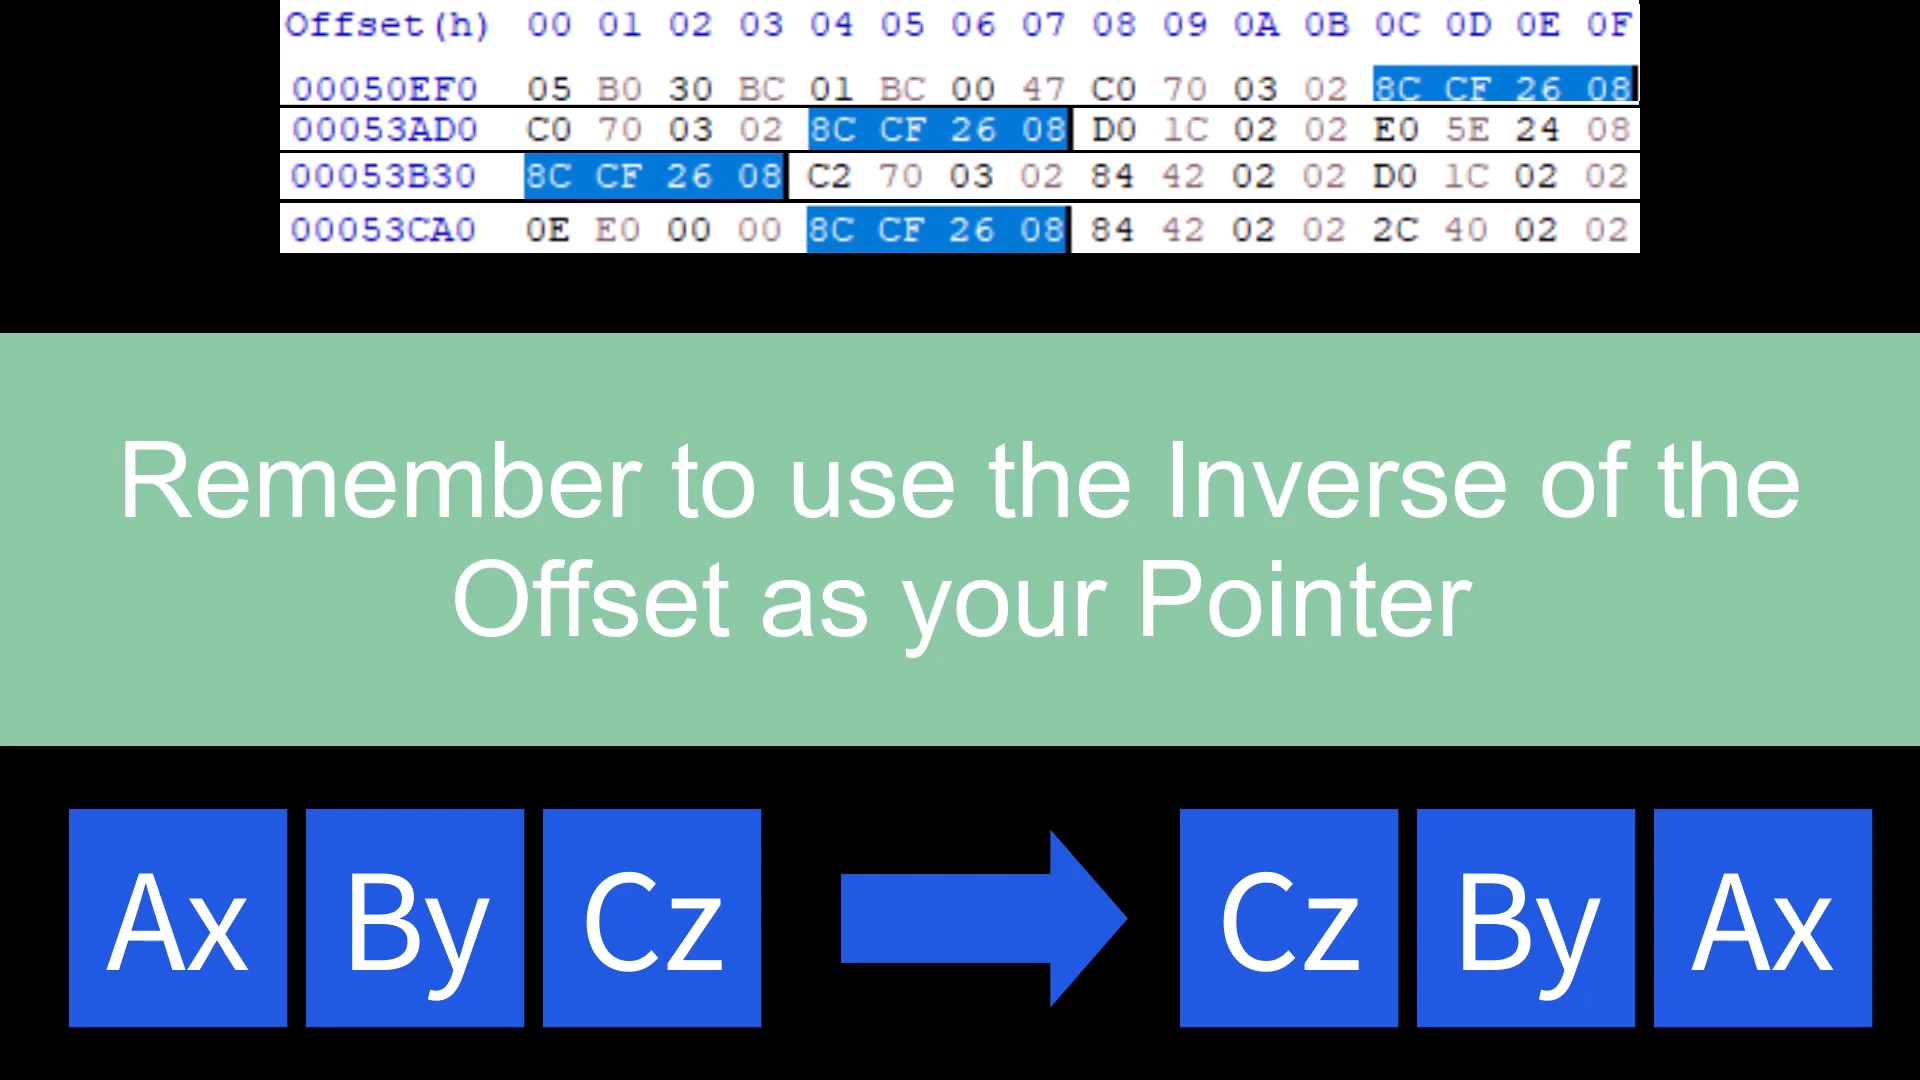 Offset(h) 00 01 02 03 04 05 06 07 08 09 0A 0B 0C 0D 0E 0F
00050EF0 05 B0 30 BC 01 BC 00 47 C0 70 03 02 8C CF 26 08
00053AD0 C0 70 03 02 8C CF 26 08 D0 1C 02 02 E0 5E 24 08
00053B30 8C CF 26 08 C2 70 03 02 84 42 02 02 D0 1C 02 02
00053CA0 0E E0 00 00 8C CF 26 08 84 42 02 02 2C 40 02 02
Remember to use the Inverse of the
Offset as your Pointer
Ax By Cz Cz By Ax